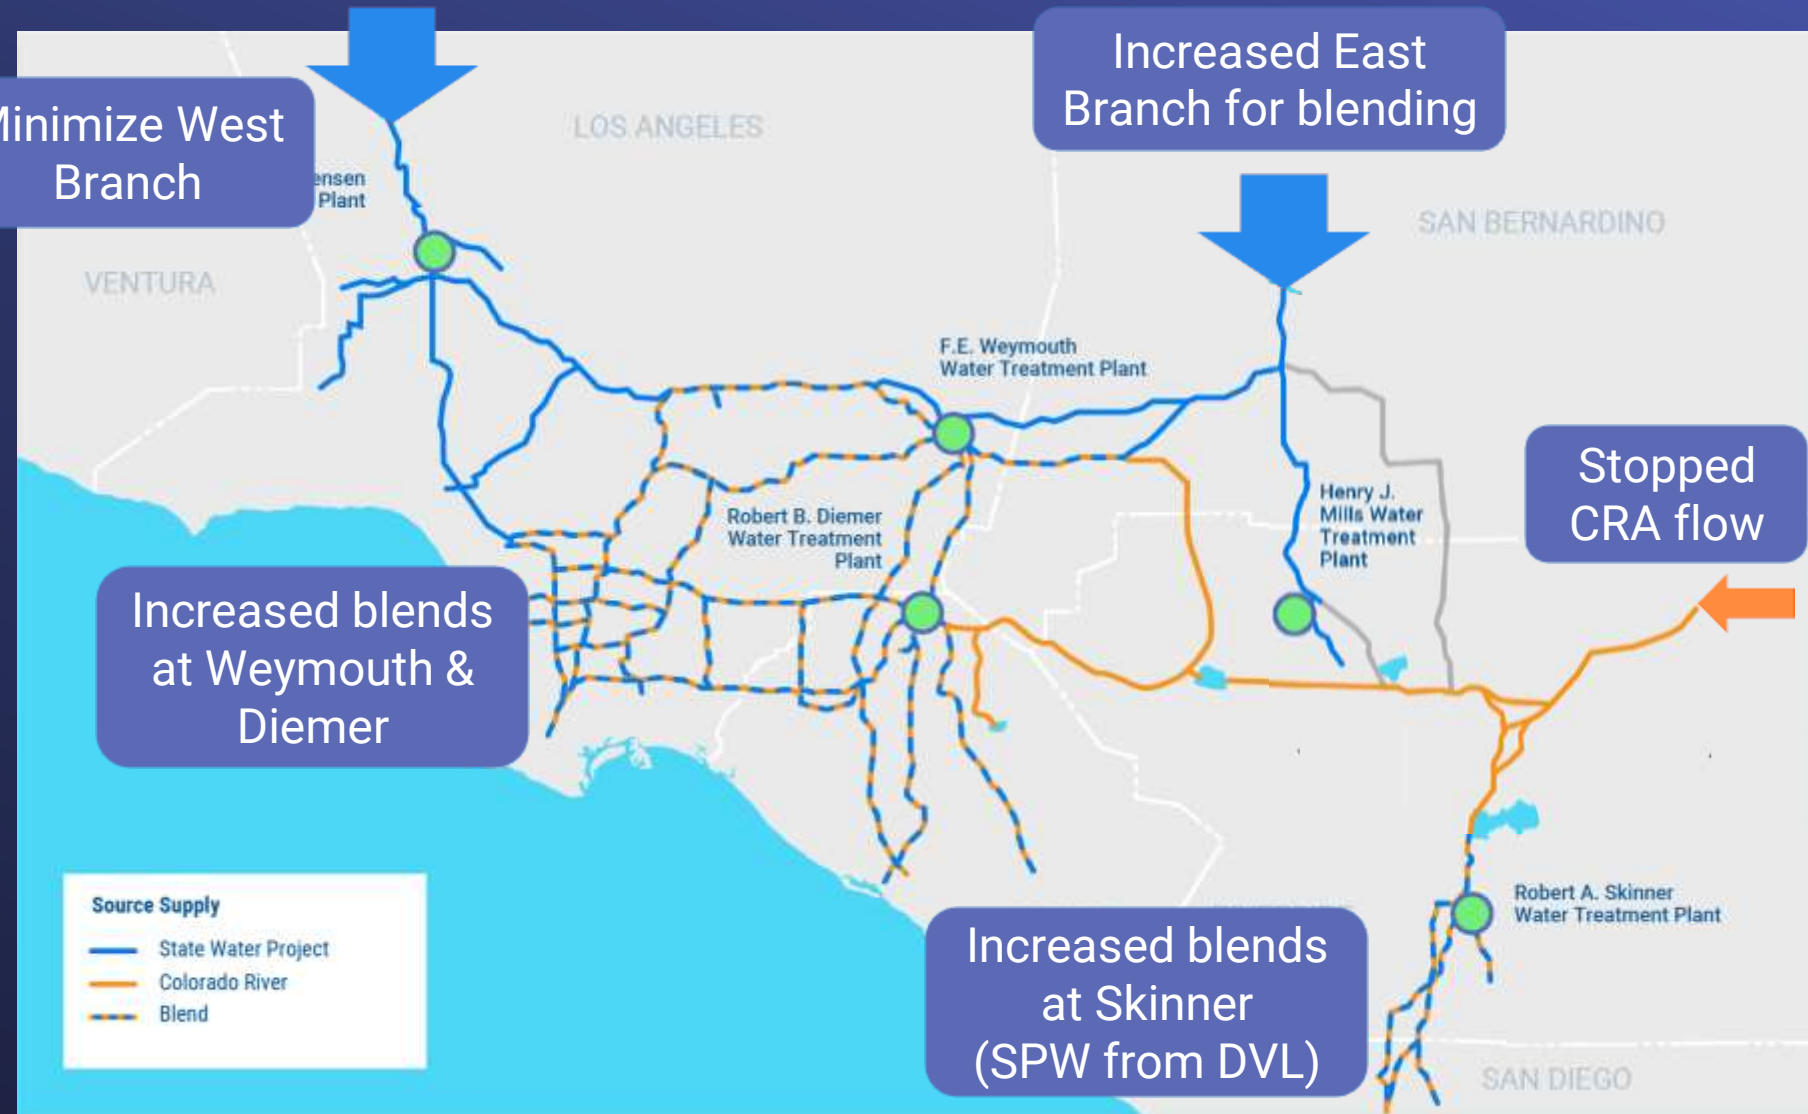 Increased East
Branch for blending
Minimize West
Branch
LOS ANGELES
ensen
Plant
SAN BERNARDINO
VENTURA
F.E. Weymouth
Water Treatment Plant
Stopped
CRA flow
Henry J.
Mills Water
Treatment
Plant
Robert B. Diemer
Water Treatment
Plant
Increased blends
at Weymouth &
Diemer
Source Supply
State Water Project
Colorado River
Blend
Robert A. Skinner
Water Treatment Plant
Increased blends
at Skinner
(SPW from DVL)
SAN DIEGO